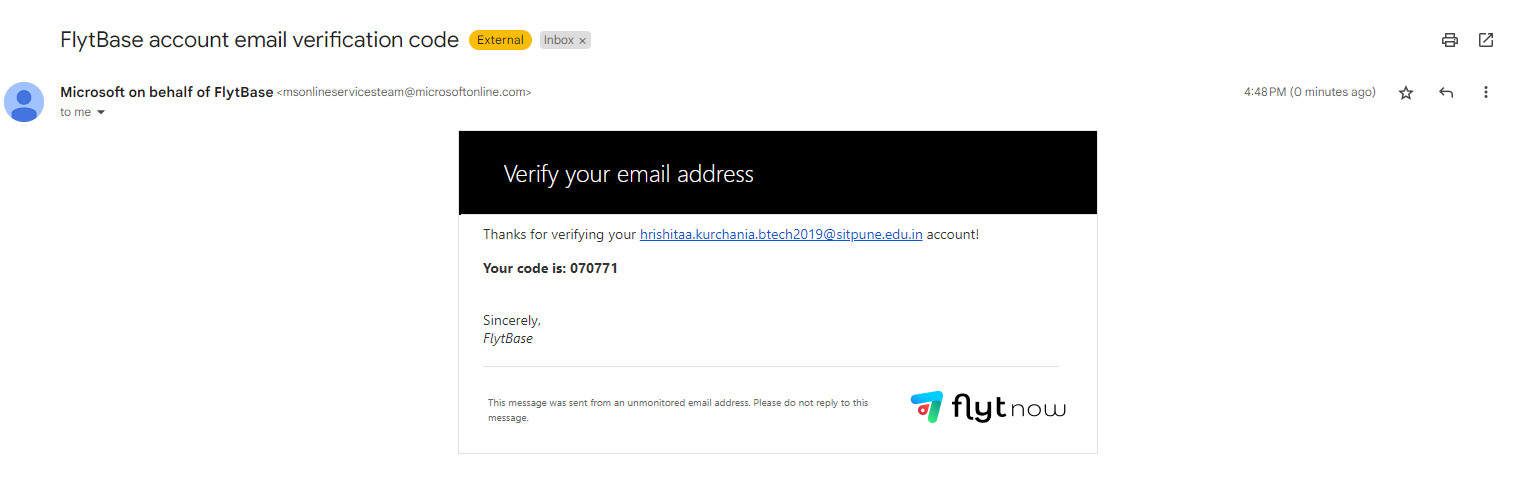 FlytBase account email verification code External Inbox ×
Microsoft on behalf of FlytBase <msonlineservicesteam@microsoftonline.com> 4:48 PM (0 minutes ago)
to me
Verify your email address
Thanks for verifying your hrishitaa.kurchania.btech2019@sitpune.edu.in account!
Your code is: 070771
Sincerely,
FlytBase
This message was sent from an unmonitored email address. Please do not reply to this
message.
flytnow